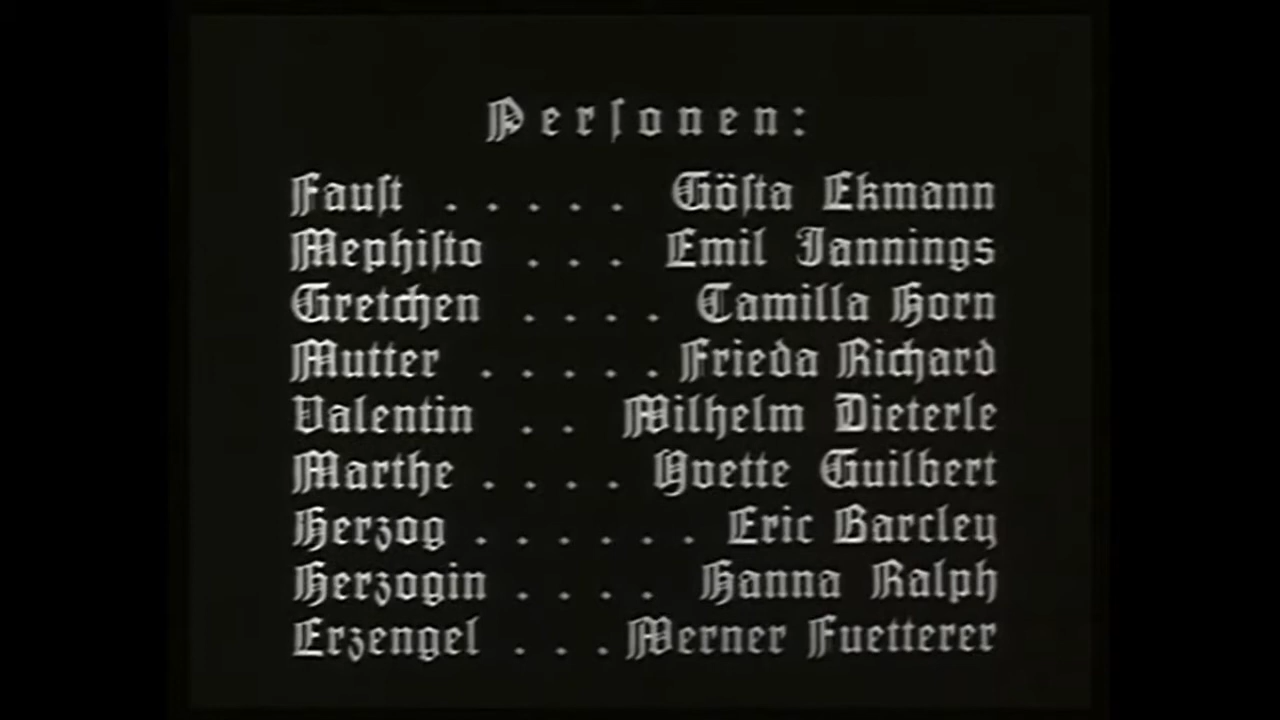 Perſonen:
Fauſt . . . . . Göſta Ekmann
Mephiſto . . . Emil Jannings
Gretchen . . . . Camilla Horn
Mutter . . . . . Frieda Richard
Valentin . . Wilhelm Dieterle
Marthe . . . . Yvette Guilbert
Herzog . . . . . . Eric Barcley
Herzogin . . . . Hanna Ralph
Erzengel . . . Werner Fuetterer